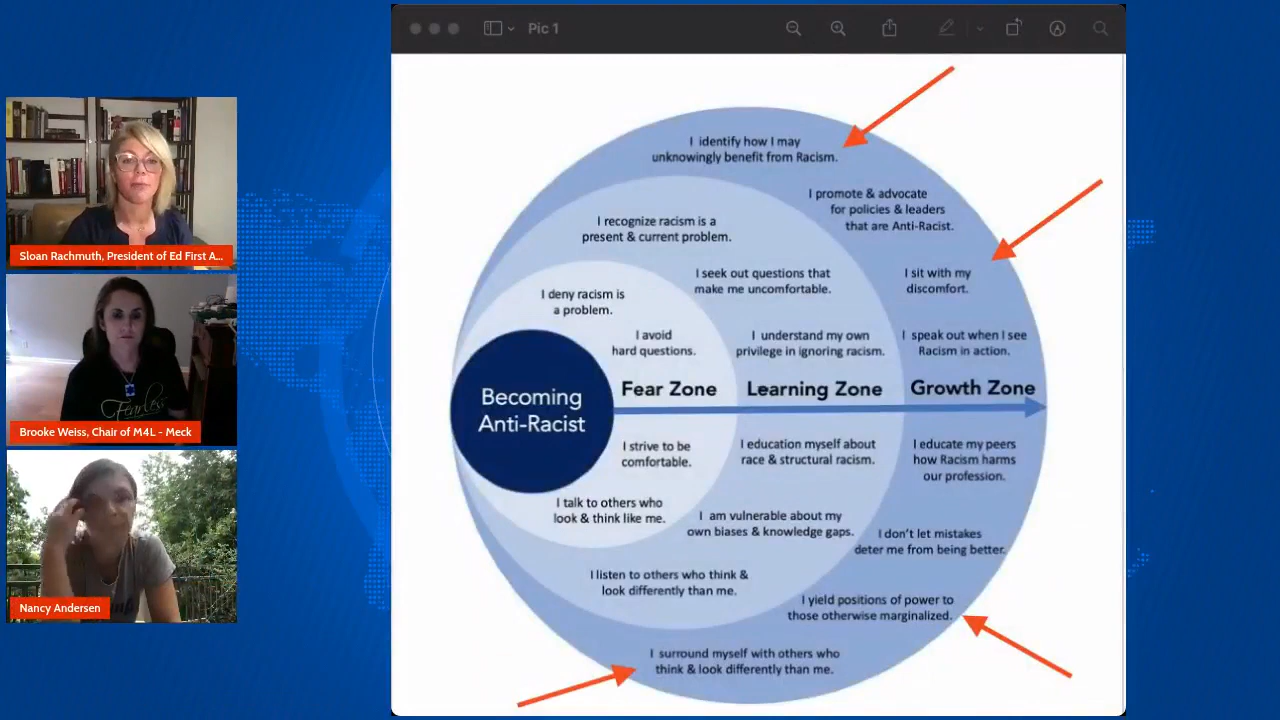 Pic 1
Sloan Rachmuth, President of Ed First A...
Brooke Weiss, Chair of M4L - Meck
Fearless
Nancy Andersen
I identify how I may
unknowingly benefit from Racism.
I promote & advocate
for policies & leaders
that are Anti-Racist.
I recognize racism is a
present & current problem.
I seek out questions that
make me uncomfortable.
I sit with my
discomfort.
I deny racism is
a problem.
I avoid
hard questions.
I understand my own
privilege in ignoring racism.
I speak out when I see
Racism in action.
Becoming
Anti-Racist
Fear Zone
Learning Zone
Growth Zone
I strive to be
comfortable.
I education myself about
race & structural racism.
I educate my peers
how Racism harms
our profession.
I talk to others who
look & think like me.
I am vulnerable about my
own biases & knowledge gaps.
I don't let mistakes
deter me from being better.
I listen to others who think &
look differently than me.
I yield positions of power to
those otherwise marginalized.
I surround myself with others who
think & look differently than me.